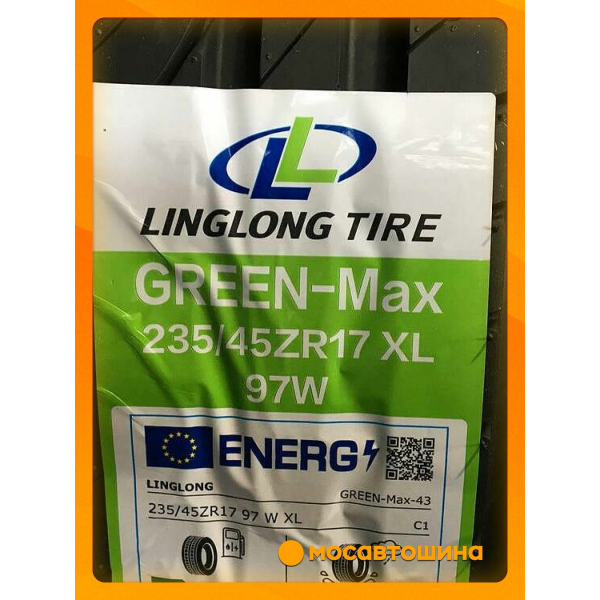 LL
LINGLONG TIRE
GREEN-Max
235/45ZR17 XL
97W
ENERG
LINGLONG
GREEN-Max-43
235/45ZR17 97 W XL
C1
мосавтошина